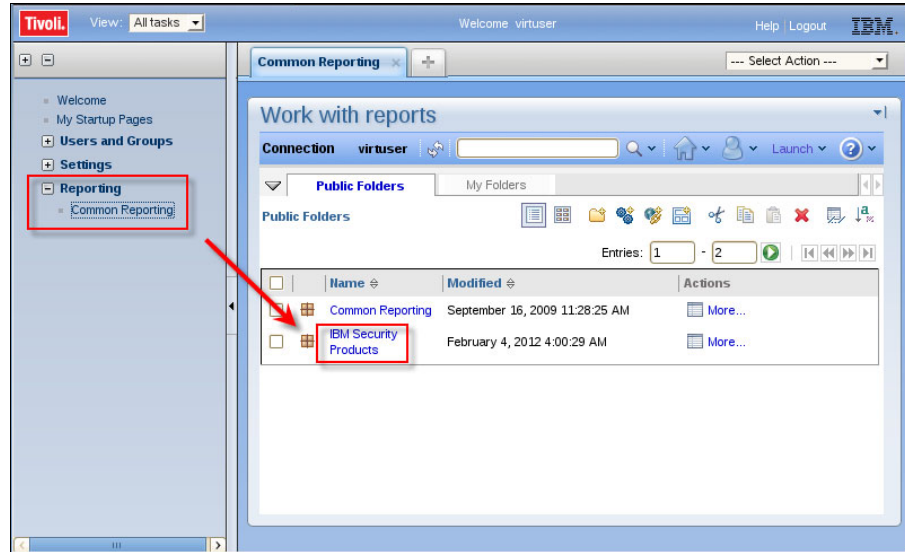 Tivoli. View: All tasks Welcome virtuser Help Logout IBM.
Common Reporting --- Select Action ---
Welcome
My Startup Pages
Users and Groups
Settings
Reporting
Common Reporting
Work with reports
Connection virtuser Launch
Public Folders My Folders
Public Folders
Entries: 1 - 2
Name Modified Actions
Common Reporting September 16, 2009 11:28:25 AM More...
IBM Security Products February 4, 2012 4:00:29 AM More...